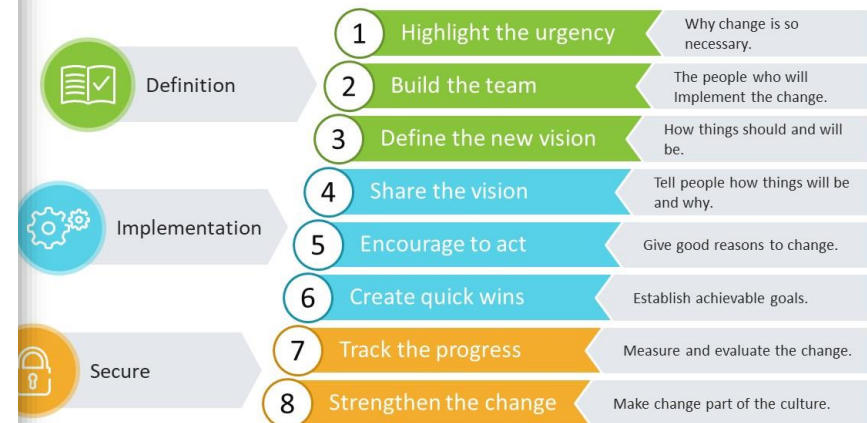 1 Highlight the urgency
Why change is so
necessary.
Definition
2 Build the team
The people who will
Implement the change.
3 Define the new vision
How things should and will
be.
4 Share the vision
Tell people how things will be
and why.
Implementation
5 Encourage to act
Give good reasons to change.
6 Create quick wins
Establish achievable goals.
7 Track the progress
Measure and evaluate the change.
Secure
8 Strengthen the change
Make change part of the culture.